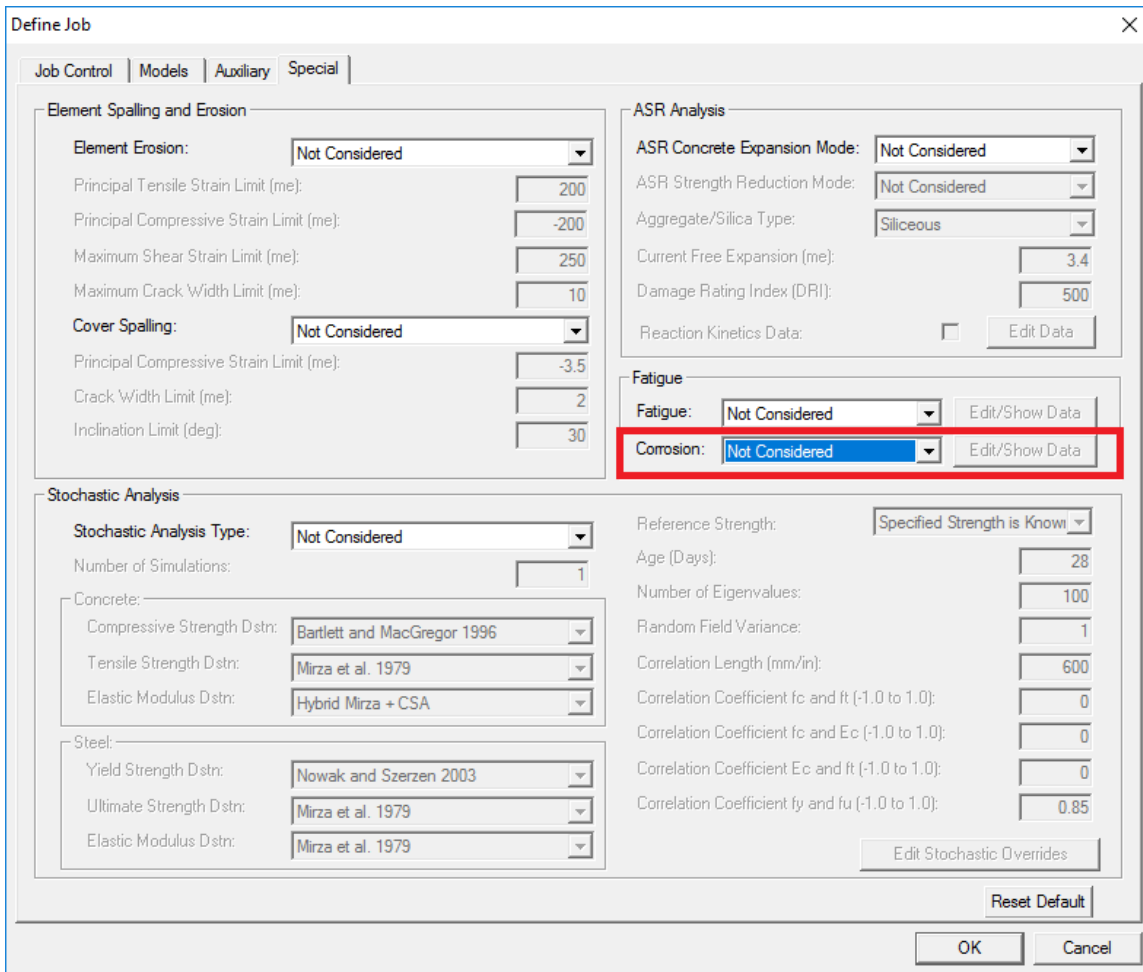 Define Job
Job Control Models Auxiliary Special
Element Spalling and Erosion
Element Erosion: Not Considered
Principal Tensile Strain Limit (me): 200
Principal Compressive Strain Limit (me): -200
Maximum Shear Strain Limit (me): 250
Maximum Crack Width Limit (me): 10
Cover Spalling: Not Considered
Principal Compressive Strain Limit (me): -3.5
Crack Width Limit (me): 2
Inclination Limit (deg): 30
ASR Analysis
ASR Concrete Expansion Mode: Not Considered
ASR Strength Reduction Mode: Not Considered
Aggregate/Silica Type: Siliceous
Current Free Expansion (me): 3.4
Damage Rating Index (DRI): 500
Reaction Kinetics Data: Edit Data
Fatigue
Fatigue: Not Considered Edit/Show Data
Corrosion: Not Considered Edit/Show Data
Stochastic Analysis
Stochastic Analysis Type: Not Considered
Number of Simulations: 1
Concrete:
Compressive Strength Dstn: Bartlett and MacGregor 1996
Tensile Strength Dstn: Mirza et al. 1979
Elastic Modulus Dstn: Hybrid Mirza + CSA
Steel:
Yield Strength Dstn: Nowak and Szerzen 2003
Ultimate Strength Dstn: Mirza et al. 1979
Elastic Modulus Dstn: Mirza et al. 1979
Reference Strength: Specified Strength is Know
Age (Days): 28
Number of Eigenvalues: 100
Random Field Variance: 1
Correlation Length (mm/in): 600
Correlation Coefficient fc and ft (-1.0 to 1.0): 0
Correlation Coefficient fc and Ec (-1.0 to 1.0): 0
Correlation Coefficient Ec and ft (-1.0 to 1.0): 0
Correlation Coefficient fy and fu (-1.0 to 1.0): 0.85
Edit Stochastic Overrides
Reset Default
OK Cancel